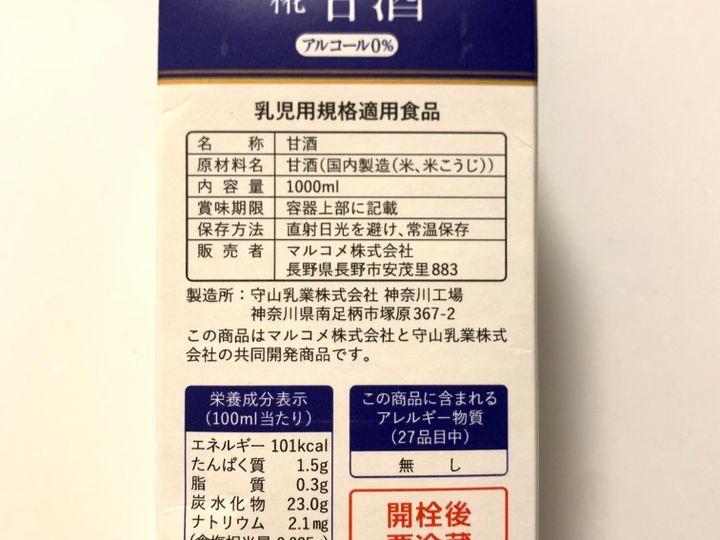 糀甘酒
アルコール0%
乳児用規格適用食品
名称 甘酒
原材料名 甘酒(国内製造(米、米こうじ))
内容量 1000ml
賞味期限 容器上部に記載
保存方法 直射日光を避け、常温保存
販売者 マルコメ株式会社
長野県長野市安茂里883
製造所:守山乳業株式会社 神奈川工場
神奈川県南足柄市塚原367-2
この商品はマルコメ株式会社と守山乳業株式
会社の共同開発商品です。
栄養成分表示
(100ml当たり)
エネルギー 101kcal
たんぱく質 1.5g
脂質 0.3g
炭水化物 23.0g
ナトリウム 2.1mg
この商品に含まれる
アレルギー物質
(27品目中)
無し
開栓後
要冷蔵